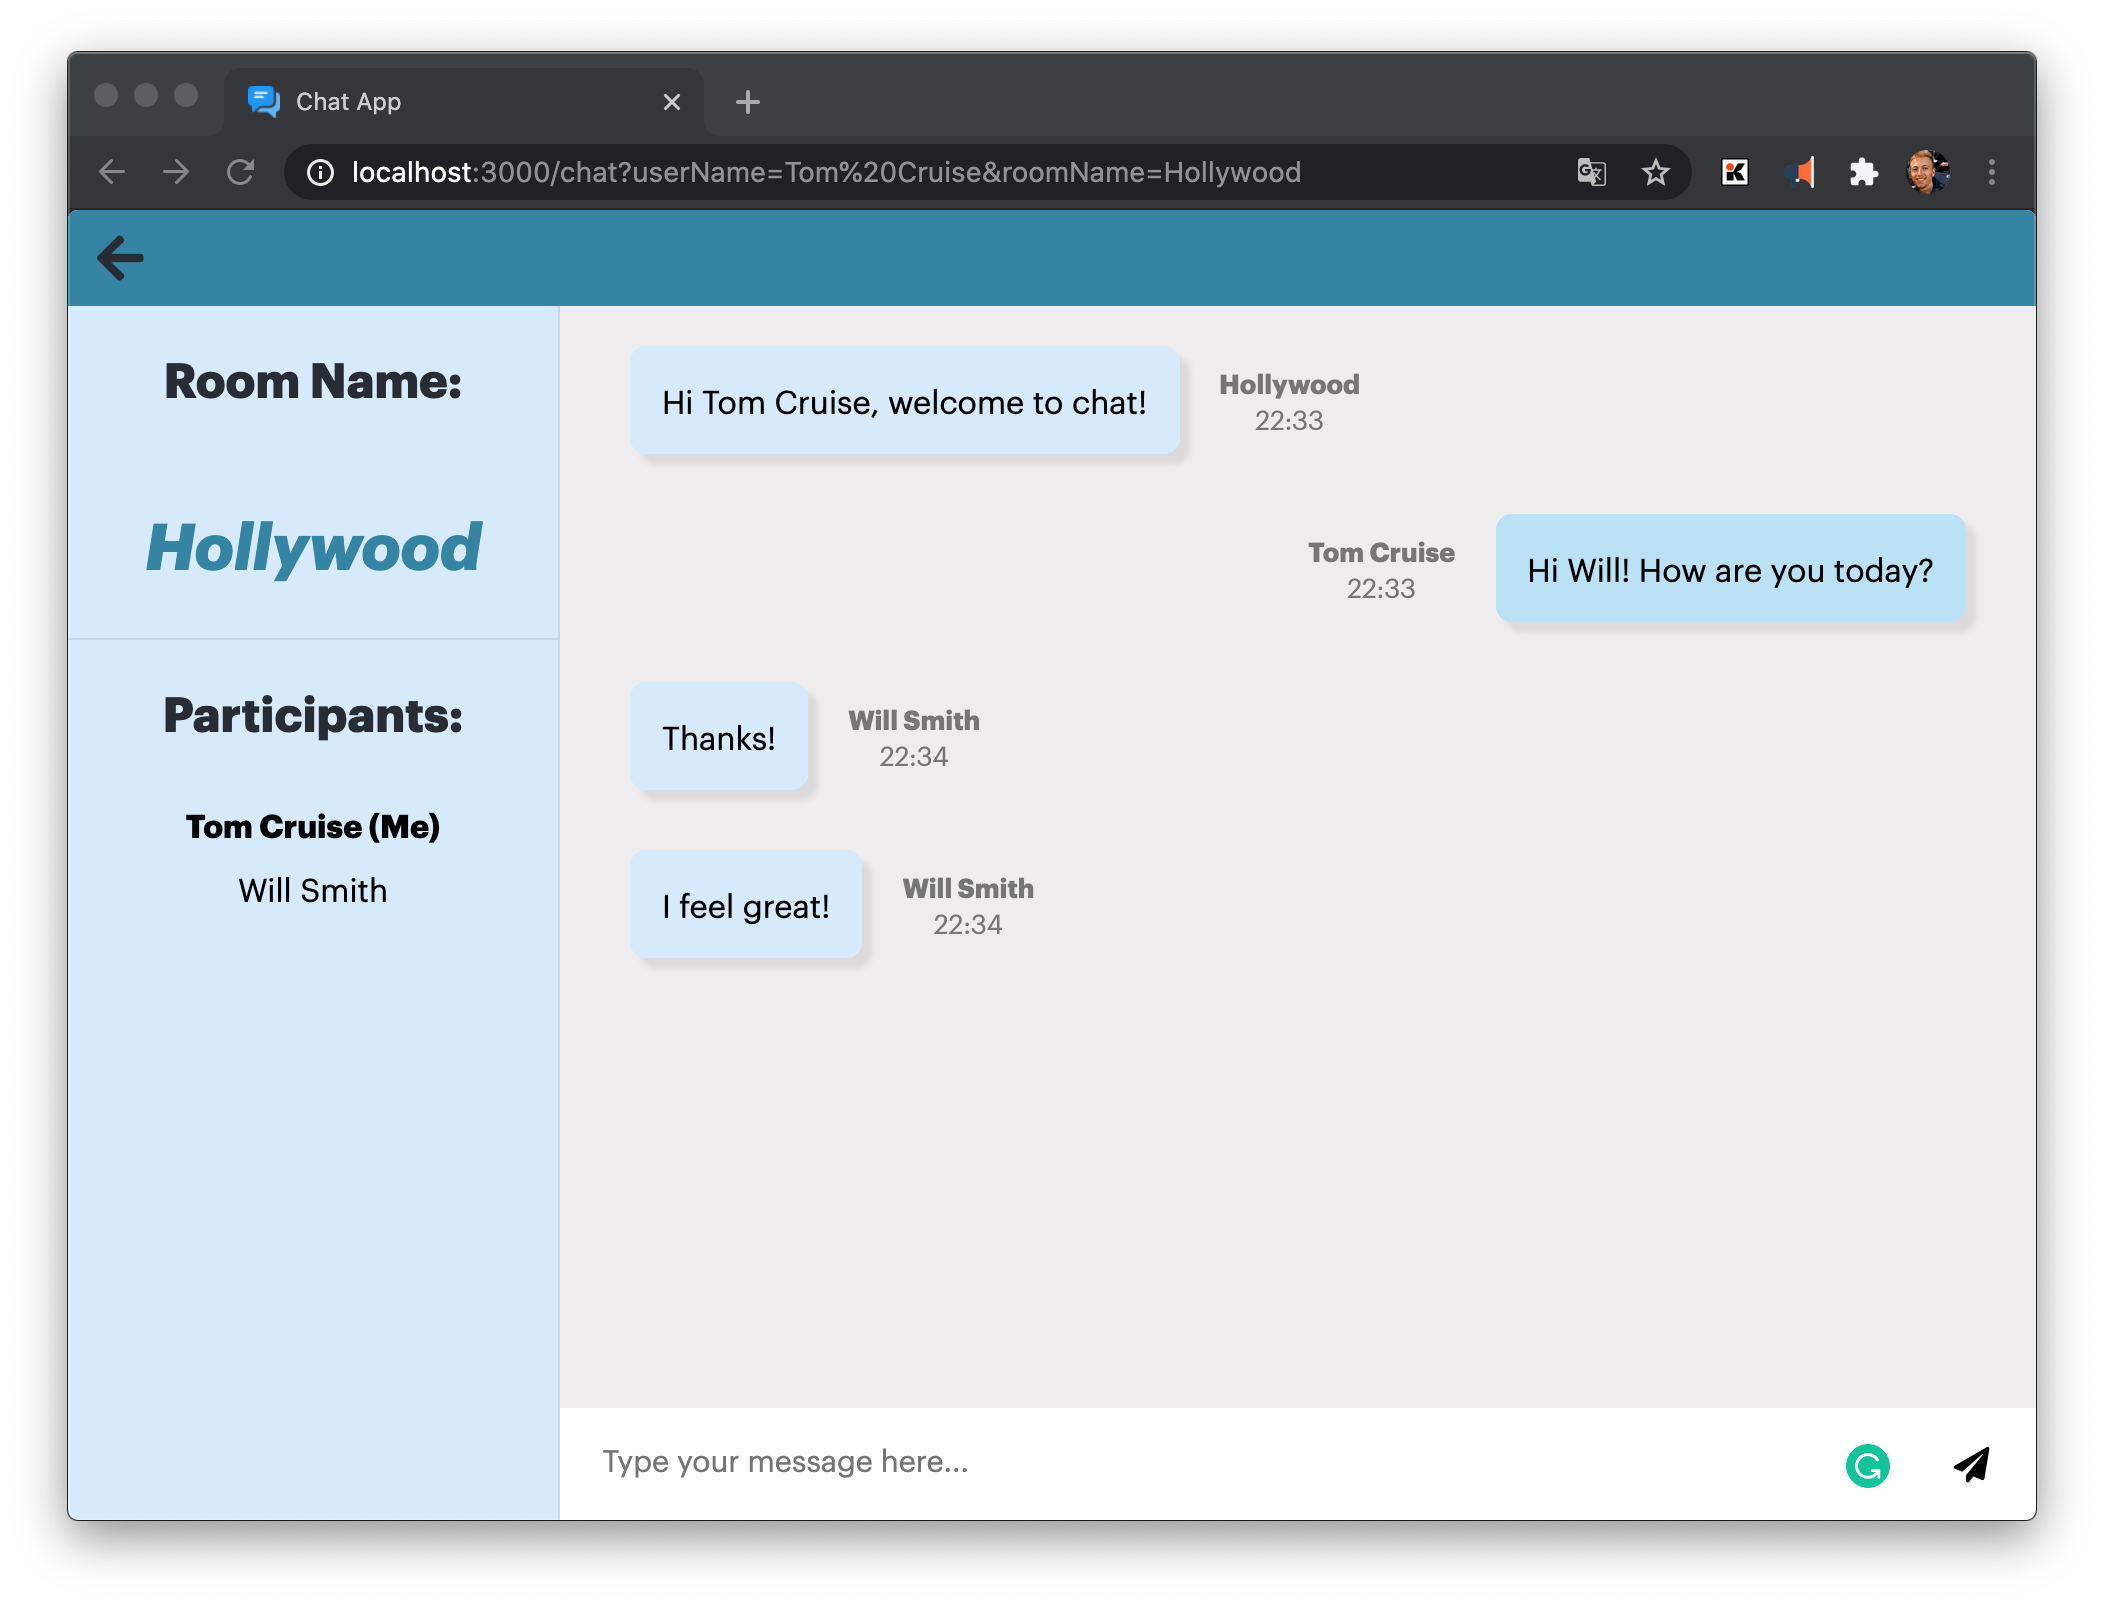 Chat App
localhost:3000/chat?userName=Tom%20Cruise&roomName=Hollywood
Room Name:
Hollywood
Participants:
Tom Cruise (Me)
Will Smith
Hi Tom Cruise, welcome to chat!
Hollywood
22:33
Tom Cruise
22:33
Hi Will! How are you today?
Thanks!
Will Smith
22:34
I feel great!
Will Smith
22:34
Type your message here...